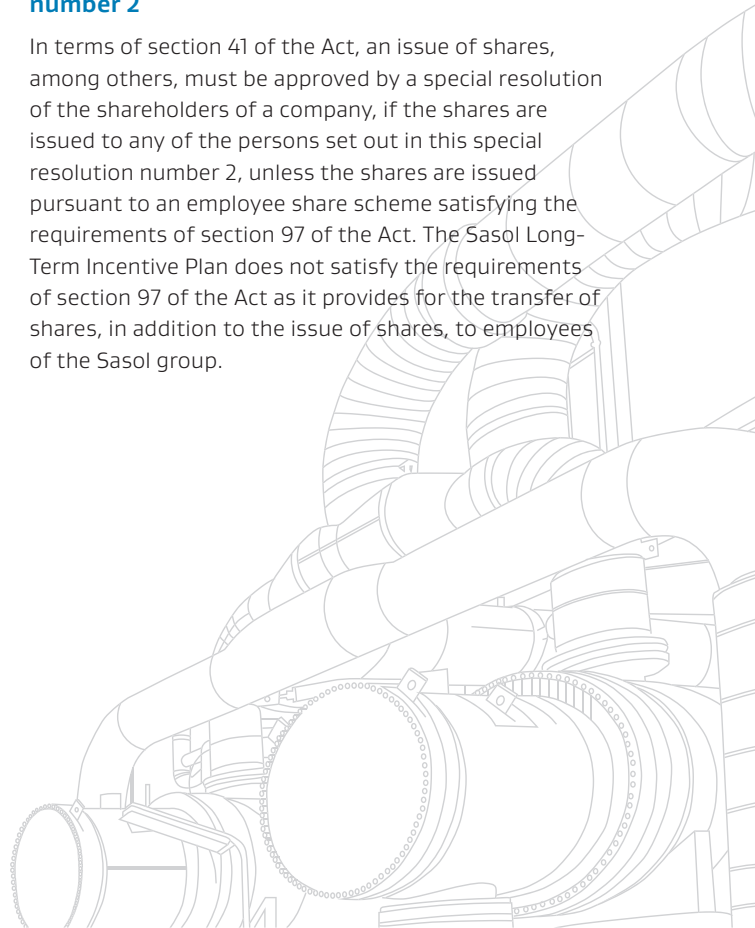 number 2
In terms of section 41 of the Act, an issue of shares,
among others, must be approved by a special resolution
of the shareholders of a company, if the shares are
issued to any of the persons set out in this special
resolution number 2, unless the shares are issued
pursuant to an employee share scheme satisfying the
requirements of section 97 of the Act. The Sasol Long-
Term Incentive Plan does not satisfy the requirements
of section 97 of the Act as it provides for the transfer of
shares, in addition to the issue of shares, to employees
of the Sasol group.